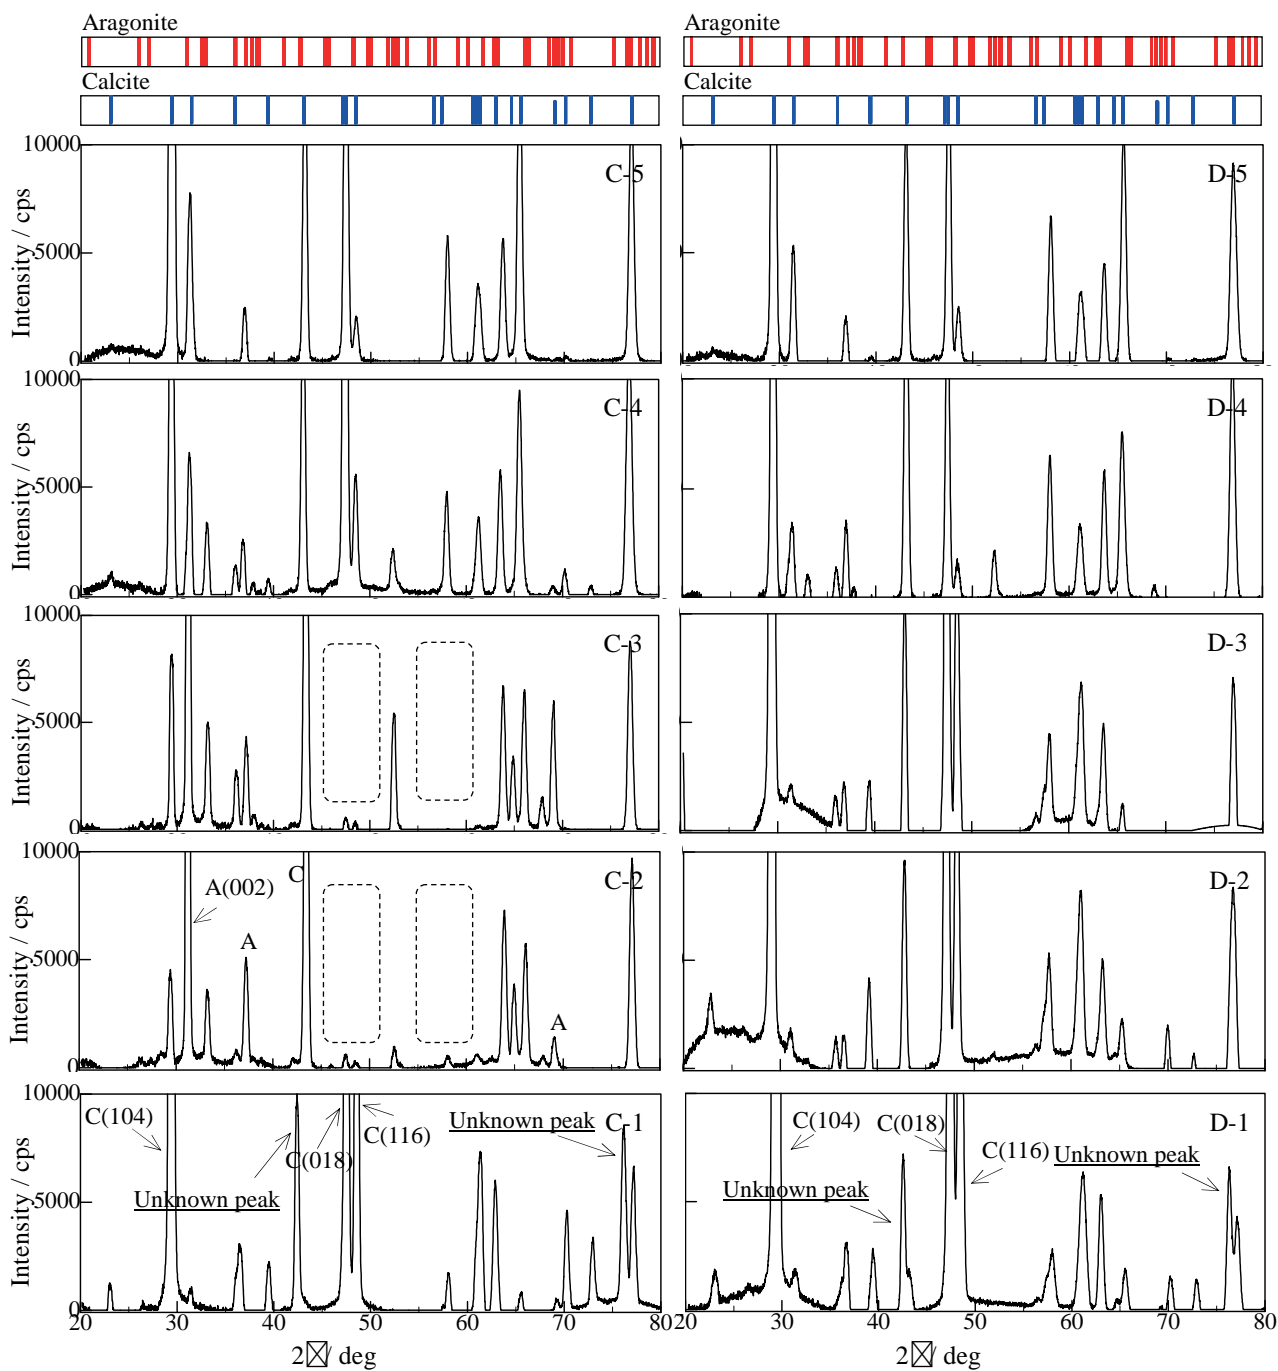 Aragonite
Aragonite
Calcite
Calcite
10000
5000
0
Intensity / cps
C-5
D-5
10000
5000
0
Intensity / cps
C-4
D-4
10000
5000
0
Intensity / cps
C-3
D-3
10000
5000
0
Intensity / cps
A(002)
A
C
A
C-2
D-2
10000
5000
0
Intensity / cps
C(104)
Unknown peak
C(018)
C(116)
Unknown peak
C-1
C(104)
C(018)
C(116)
Unknown peak
Unknown peak
D-1
20 30 40 50 60 70 80
20 30 40 50 60 70 80
2 / deg
2 / deg